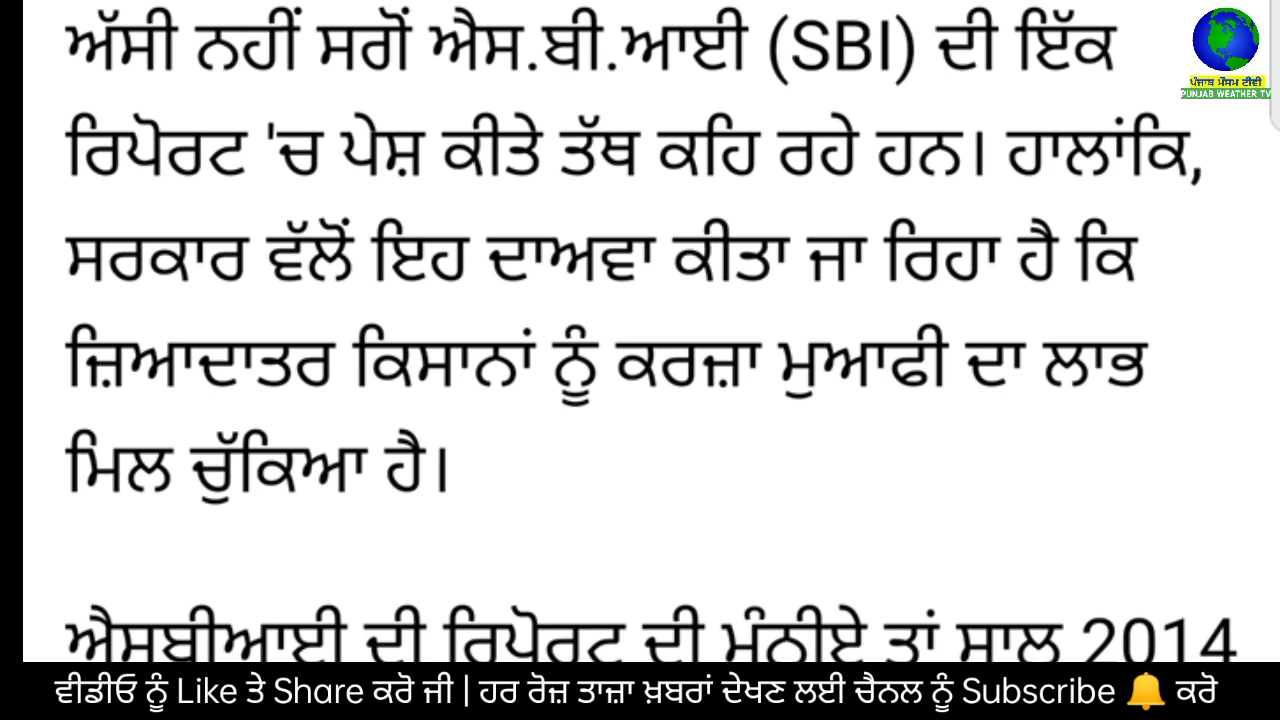 ਅੱਸੀ ਨਹੀਂ ਸਗੋਂ ਐਸ.ਬੀ.ਆਈ (SBI) ਦੀ ਇੱਕ
ਰਿਪੋਰਟ 'ਚ ਪੇਸ਼ ਕੀਤੇ ਤੱਥ ਕਹਿ ਰਹੇ ਹਨ। ਹਾਲਾਂਕਿ,
ਸਰਕਾਰ ਵੱਲੋਂ ਇਹ ਦਾਅਵਾ ਕੀਤਾ ਜਾ ਰਿਹਾ ਹੈ ਕਿ
ਜ਼ਿਆਦਾਤਰ ਕਿਸਾਨਾਂ ਨੂੰ ਕਰਜ਼ਾ ਮੁਆਫੀ ਦਾ ਲਾਭ
ਮਿਲ ਚੁੱਕਿਆ ਹੈ।
ਐਸਬੀਆਈ ਦੀ ਰਿਪੋਰਟ ਦੀ ਮੰਨੀਏ ਤਾਂ ਸਾਲ 2014
ਪੰਜਾਬ ਮੌਸਮ ਟੀਵੀ
PUNJAB WEATHER TV
ਵੀਡੀਓ ਨੂੰ Like ਤੇ Share ਕਰੋ ਜੀ | ਹਰ ਰੋਜ਼ ਤਾਜ਼ਾ ਖ਼ਬਰਾਂ ਦੇਖਣ ਲਈ ਚੈਨਲ ਨੂੰ Subscribe 🔔 ਕਰੋ